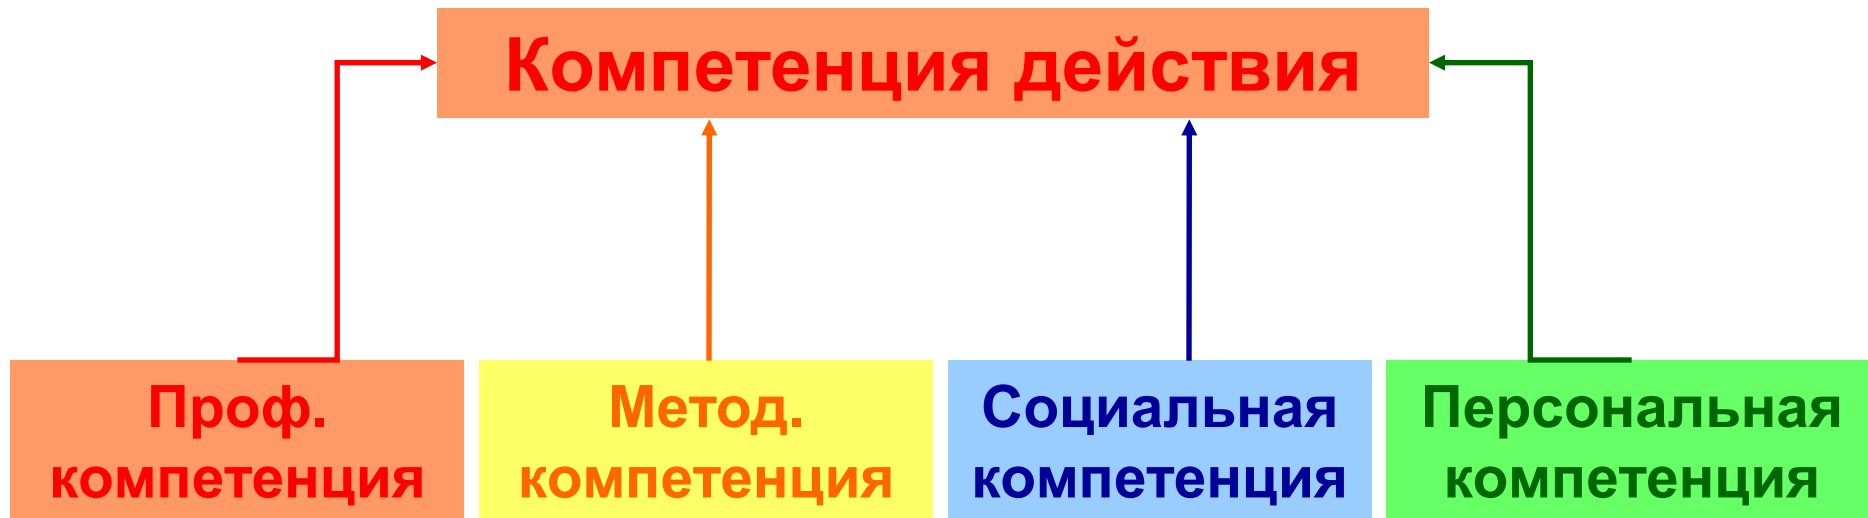 Компетенция действия
Проф.
компетенция
Метод.
компетенция
Социальная
компетенция
Персональная
компетенция